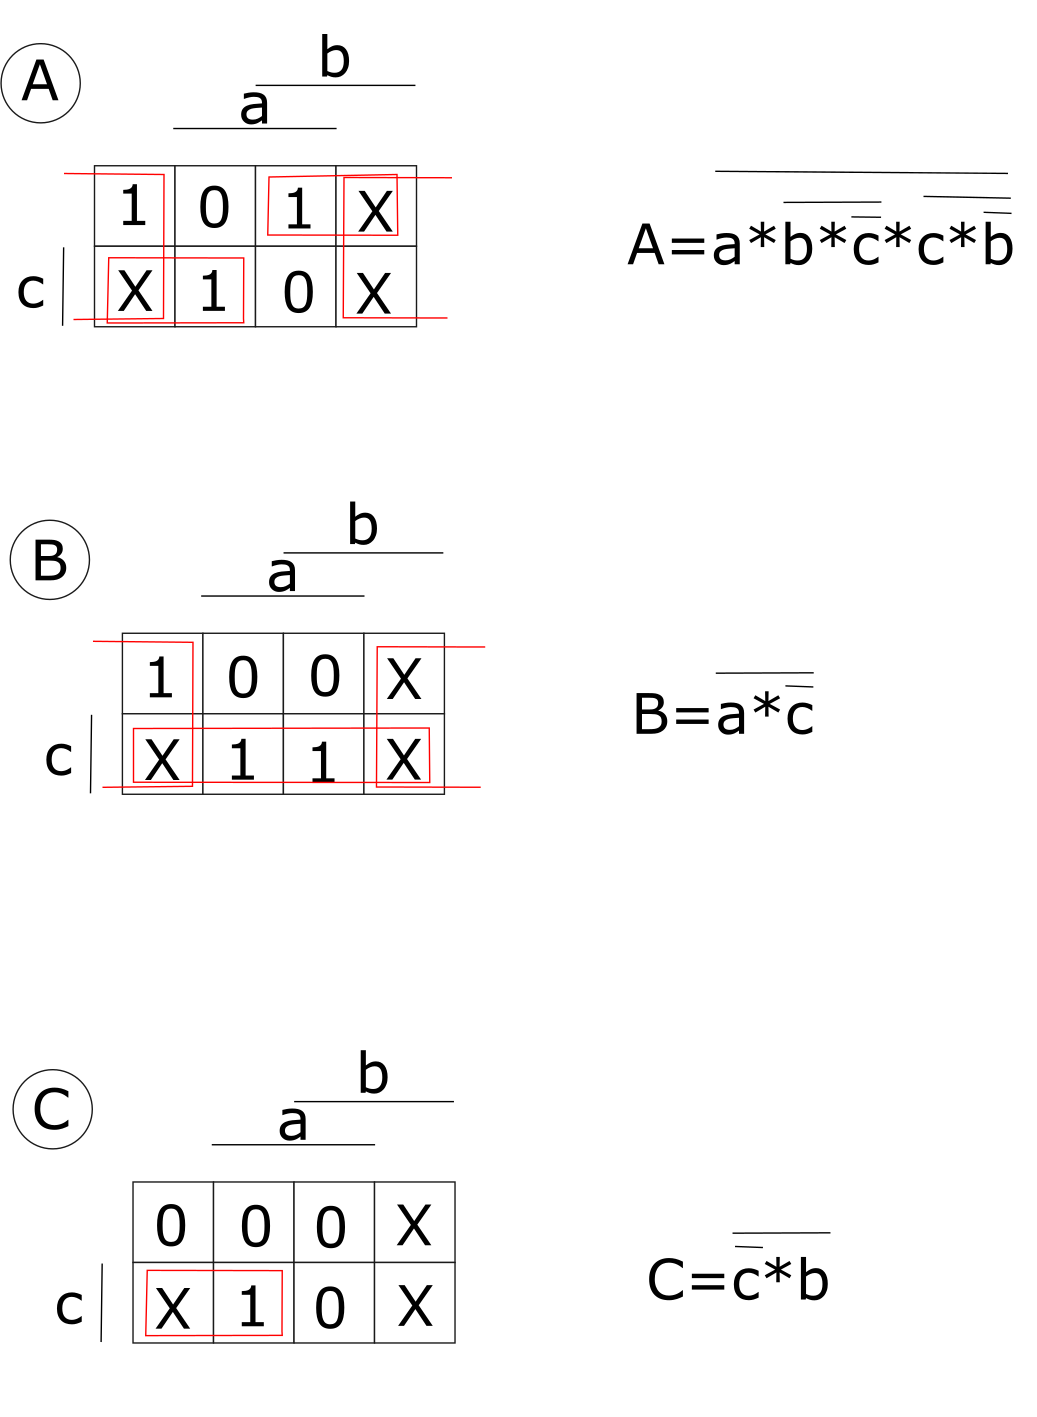 A
b
a
1 0 1 X
c X 1 0 X
A=a*b̅*c̿*c̅*b̿
B
b
a
1 0 0 X
c X 1 1 X
B=a*c̅
C
b
a
0 0 0 X
c X 1 0 X
C=c̅*b